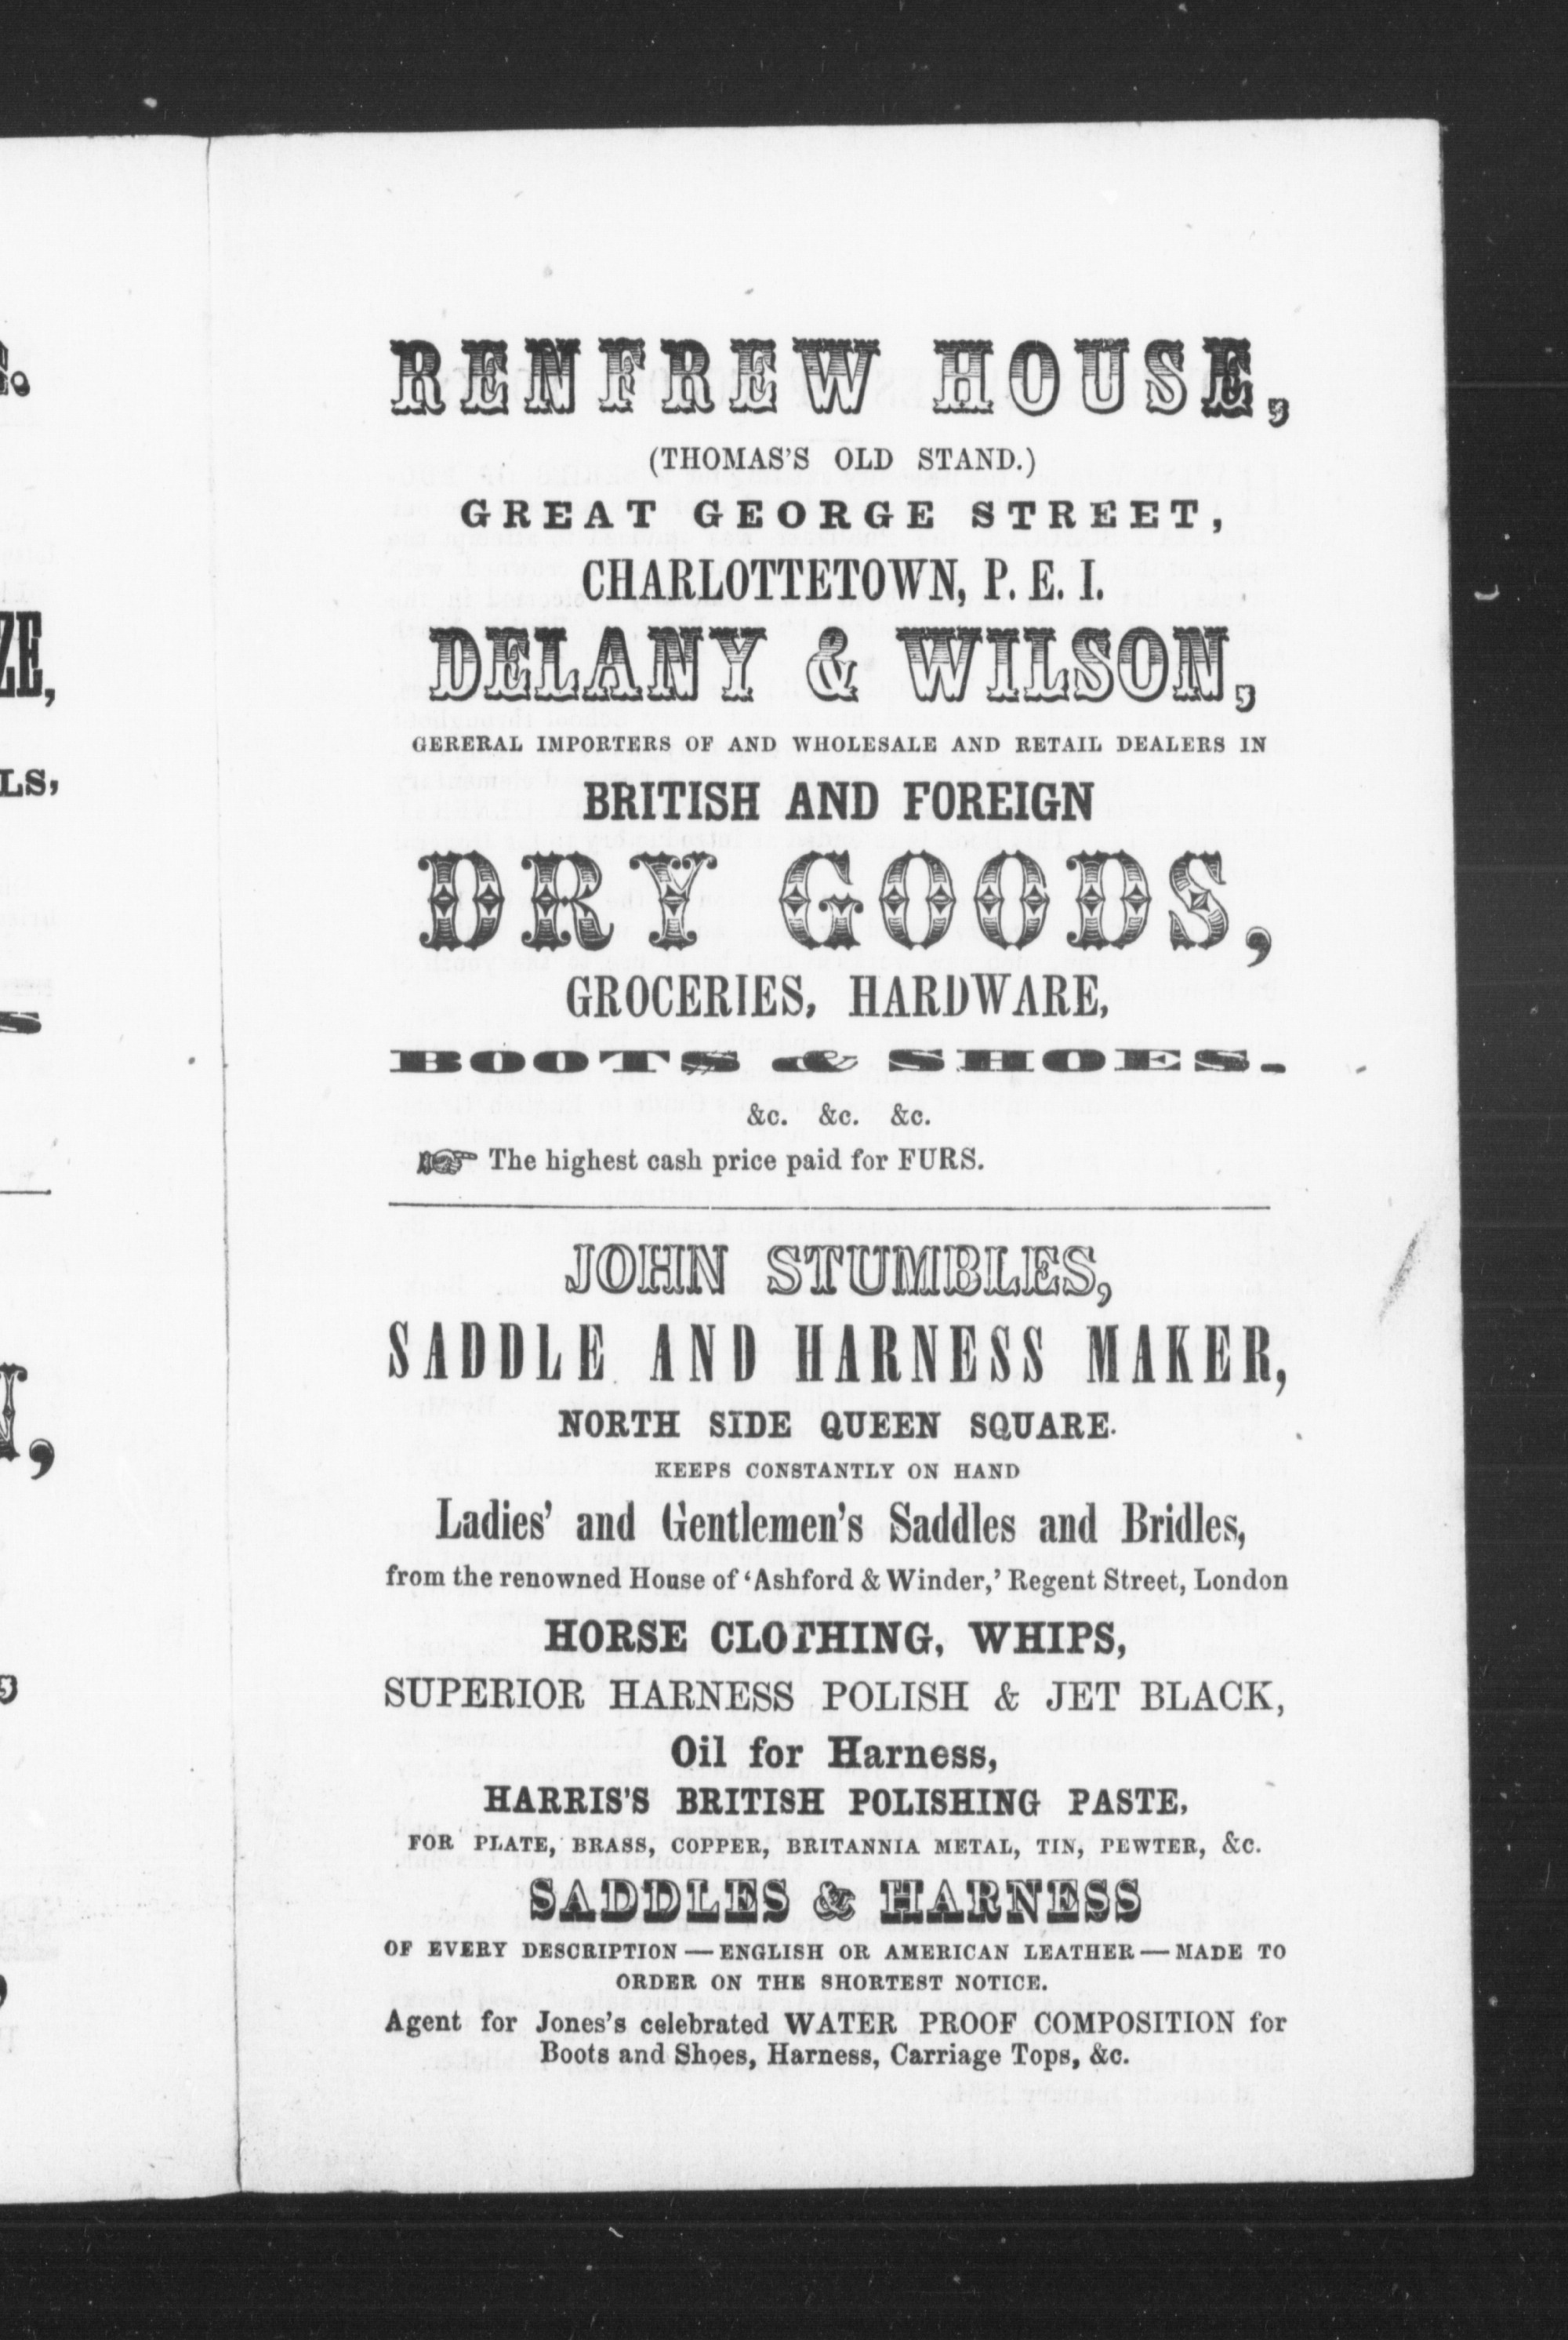 RENFREW HOUSE,
(THOMAS'S OLD STAND.)
GREAT GEORGE STREET,
CHARLOTTETOWN, P. E. I.
DELANY & WILSON,
GERERAL IMPORTERS OF AND WHOLESALE AND RETAIL DEALERS IN
BRITISH AND FOREIGN
DRY GOODS,
GROCERIES, HARDWARE,
BOOTS & SHOES.
&c. &c. &c.
☞ The highest cash price paid for FURS.
JOHN STUMBLES,
SADDLE AND HARNESS MAKER,
NORTH SIDE QUEEN SQUARE.
KEEPS CONSTANTLY ON HAND
Ladies' and Gentlemen's Saddles and Bridles,
from the renowned House of 'Ashford & Winder,' Regent Street, London
HORSE CLOTHING, WHIPS,
SUPERIOR HARNESS POLISH & JET BLACK,
Oil for Harness,
HARRIS'S BRITISH POLISHING PASTE,
FOR PLATE, BRASS, COPPER, BRITANNIA METAL, TIN, PEWTER, &C.
SADDLES & HARNESS
OF EVERY DESCRIPTION — ENGLISH OR AMERICAN LEATHER — MADE TO
ORDER ON THE SHORTEST NOTICE.
Agent for Jones's celebrated WATER PROOF COMPOSITION for
Boots and Shoes, Harness, Carriage Tops, &c.